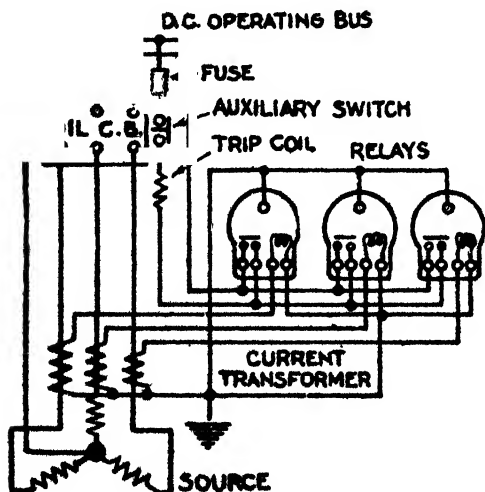 D.C. OPERATING BUS
FUSE
AUXILIARY SWITCH
IL C. B.
TRIP COIL
RELAYS
CURRENT
TRANSFORMER
SOURCE